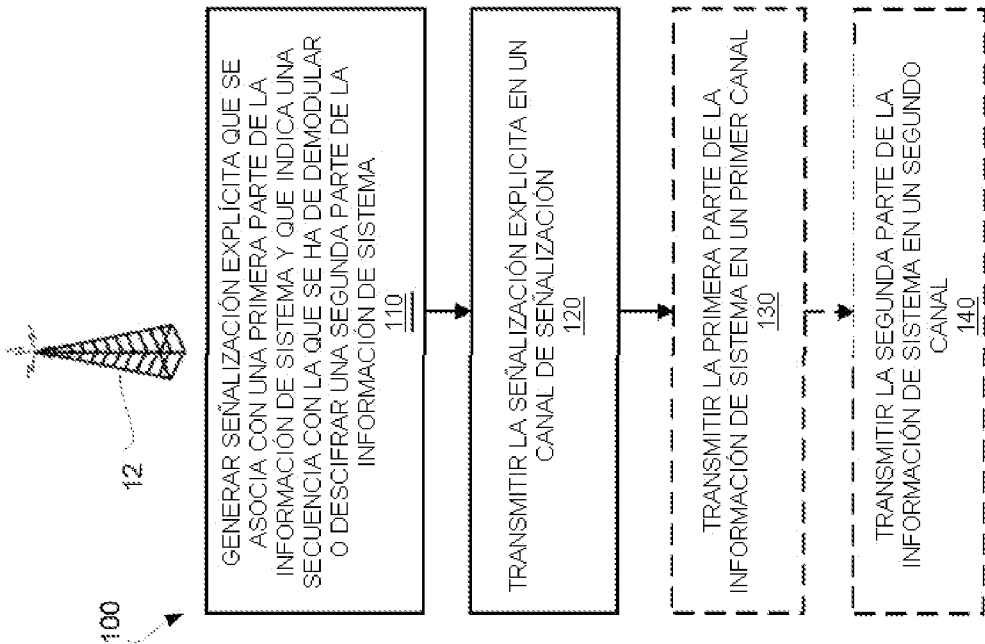 100
12
GENERAR SEÑALIZACIÓN EXPLÍCITA QUE SE
ASOCIA CON UNA PRIMERA PARTE DE LA
INFORMACIÓN DE SISTEMA Y QUE INDICA UNA
SECUENCIA CON LA QUE SE HA DE DEMODULAR
O DESCIFRAR UNA SEGUNDA PARTE DE LA
INFORMACIÓN DE SISTEMA
110
TRANSMITIR LA SEÑALIZACIÓN EXPLICITA EN UN
CANAL DE SEÑALIZACIÓN
120
TRANSMITIR LA PRIMERA PARTE DE LA
INFORMACIÓN DE SISTEMA EN UN PRIMER CANAL
130
TRANSMITIR LA SEGUNDA PARTE DE LA
INFORMACIÓN DE SISTEMA EN UN SEGUNDO
CANAL
140